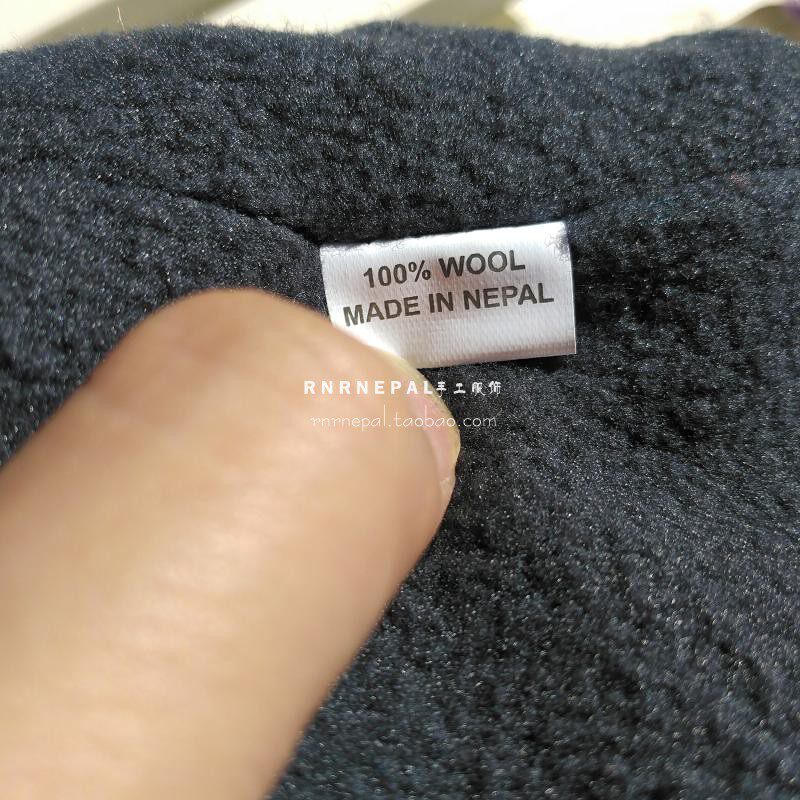 100% WOOL
MADE IN NEPAL
RNRNEPAL手工服饰
rnrnepal.taobao.com